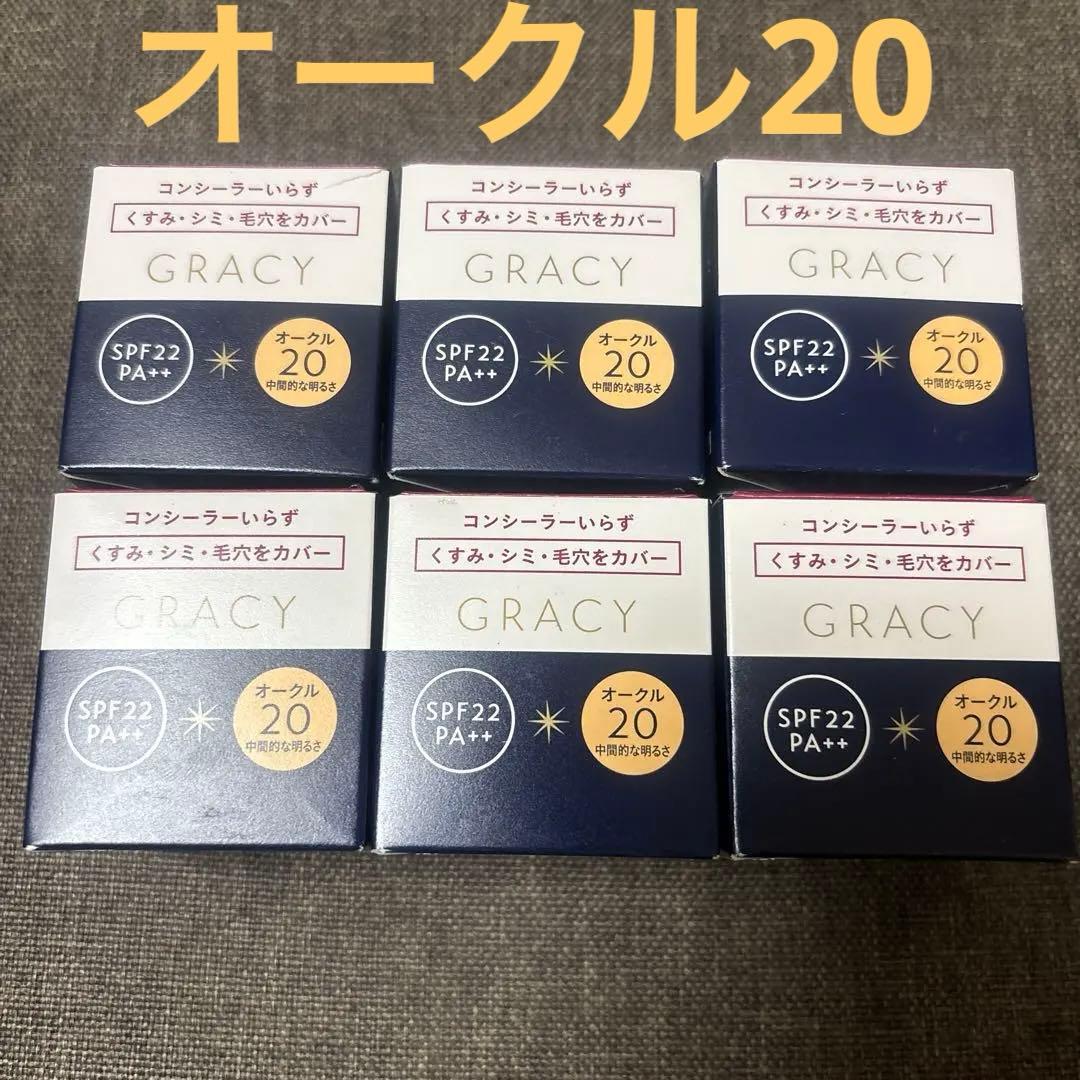 オークル20
コンシーラーいらず
くすみ・シミ・毛穴をカバー
GRACY
SPF22
PA++
オークル
20
中間的な明るさ
コンシーラーいらず
くすみ・シミ・毛穴をカバー
GRACY
SPF22
PA++
オークル
20
中間的な明るさ
コンシーラーいらず
くすみ・シミ・毛穴をカバー
GRACY
SPF22
PA++
オークル
20
中間的な明るさ
コンシーラーいらず
くすみ・シミ・毛穴をカバー
GRACY
SPF22
PA++
オークル
20
中間的な明るさ
コンシーラーいらず
くすみ・シミ・毛穴をカバー
GRACY
SPF22
PA++
オークル
20
中間的な明るさ
コンシーラーいらず
くすみ・シミ・毛穴をカバー
GRACY
SPF22
PA++
オークル
20
中間的な明るさ